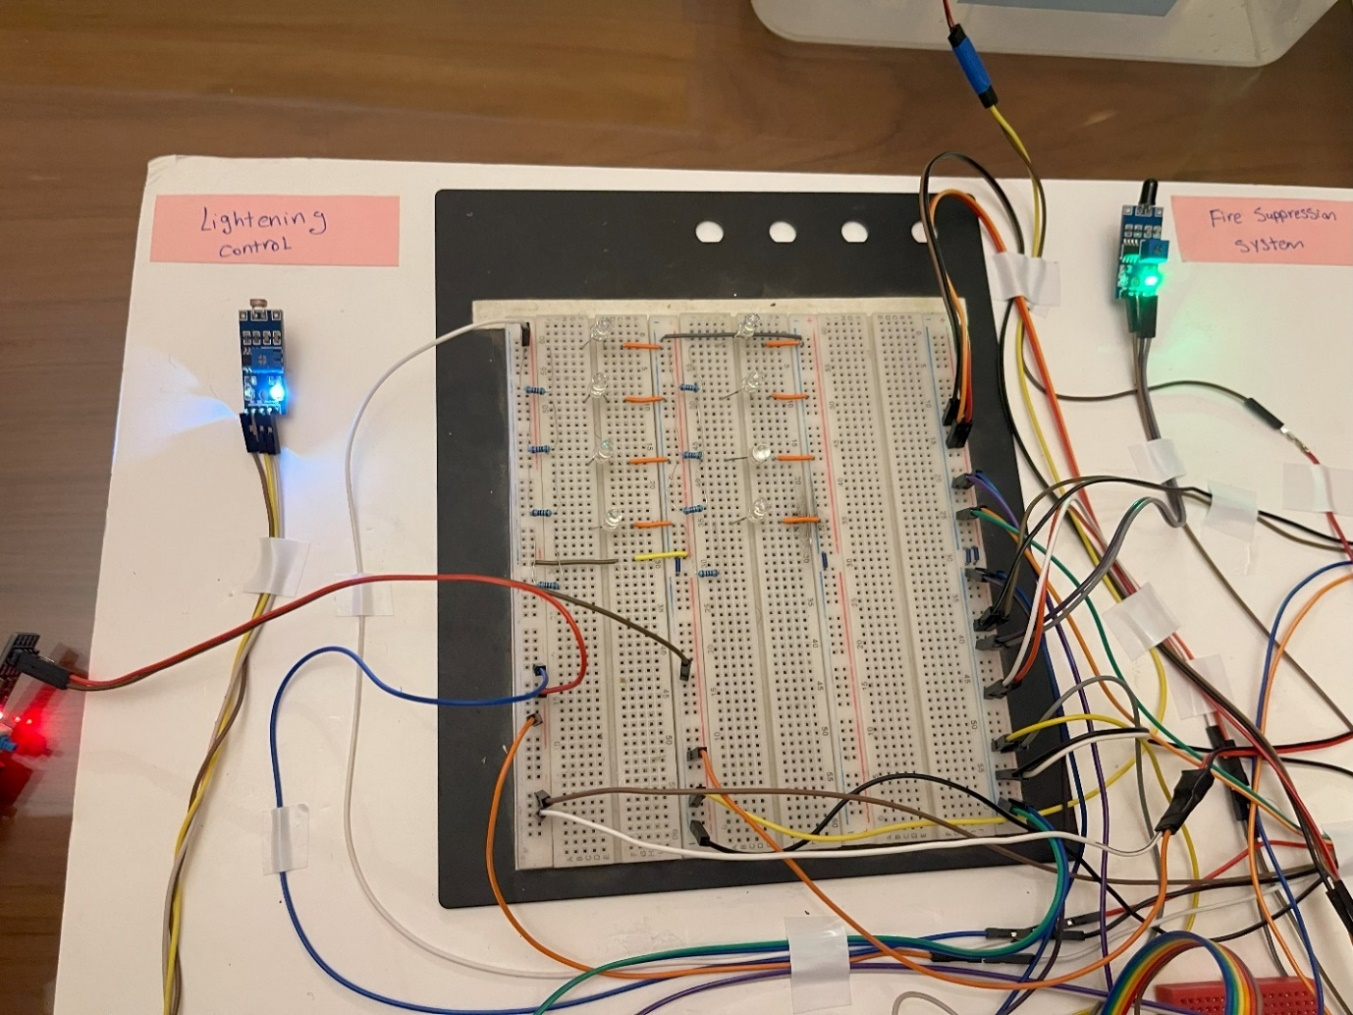 Lightening
control
Fire Suppression
System